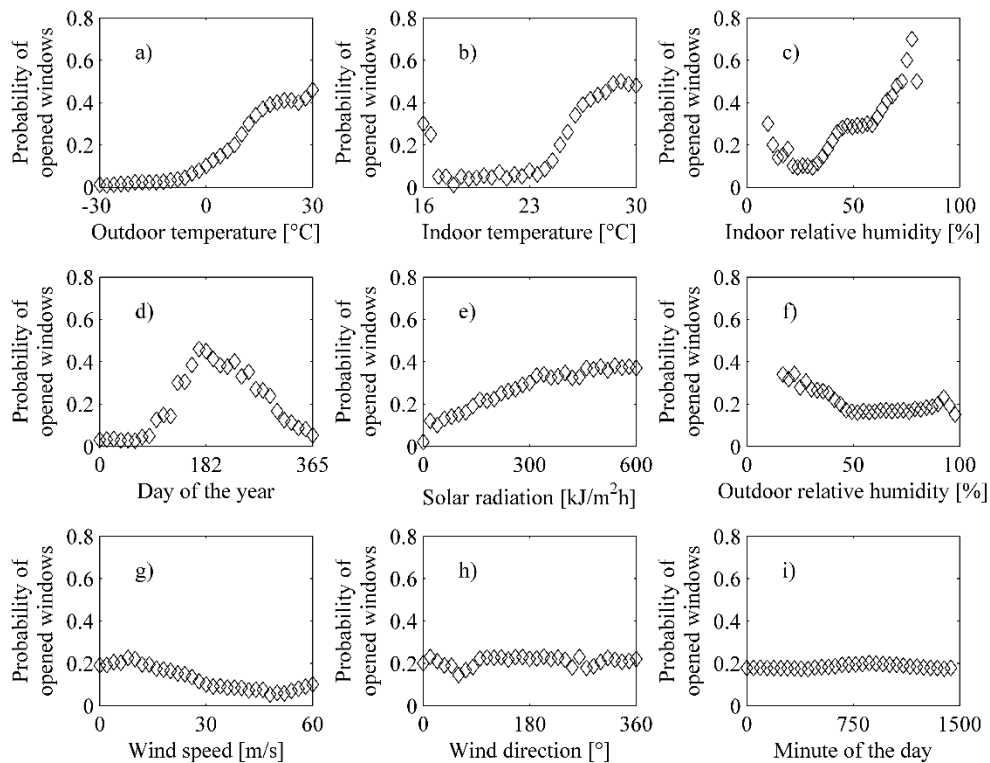 0.8 0.8 0.8
a) b) c)
0.6 0.6 0.6
0.4 0.4 0.4
0.2 0.2 0.2
0 0 0
Probability of
opened windows
Probability of
opened windows
Probability of
opened windows
-30 0 30 16 23 30 0 50 100
Outdoor temperature [°C] Indoor temperature [°C] Indoor relative humidity [%]
0.8 0.8 0.8
d) e) f)
0.6 0.6 0.6
0.4 0.4 0.4
0.2 0.2 0.2
0 0 0
Probability of
opened windows
Probability of
opened windows
Probability of
opened windows
0 182 365 0 300 600 0 50 100
Day of the year Solar radiation [kJ/m²h] Outdoor relative humidity [%]
0.8 0.8 0.8
g) h) i)
0.6 0.6 0.6
0.4 0.4 0.4
0.2 0.2 0.2
0 0 0
Probability of
opened windows
Probability of
opened windows
Probability of
opened windows
0 30 60 0 180 360 0 750 1500
Wind speed [m/s] Wind direction [°] Minute of the day